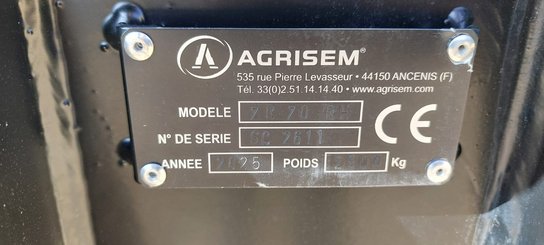 AGRISEM®
535 rue Pierre Levasseur • 44150 ANCENIS (F)
Tél. 33(0)2.51.14.14.40 • www.agrisem.com
MODELE
N° DE SERIE
CE
ANNEE 2025 POIDS Kg